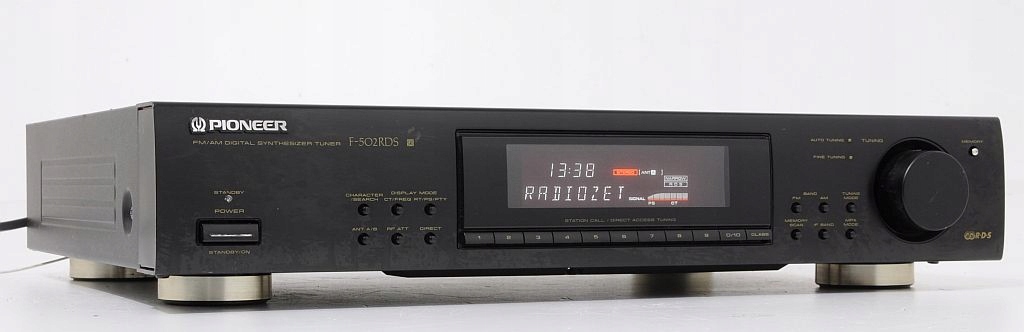 PIONEER
FM/AM DIGITAL SYNTHESIZER TUNER F-502RDS
STANDBY
POWER
STANDBY/ON
CHARACTER /SEARCH
DISPLAY MODE
CT/FREQ RT/PS/PTY
ANT A/B RF ATT DIRECT
13:38
ANT
NARROW
RDS
RADIOZET
SIGNAL
PS CT
STATION CALL / DIRECT ACCESS TUNING
1 2 3 4 5 6 7 8 9 0/10 CLASS
AUTO TUNING TUNING
FINE TUNING
MEMORY
BAND
FM AM
TUNING MODE
MEMORY SCAN
IF BAND
MPX MODE
R·D·S